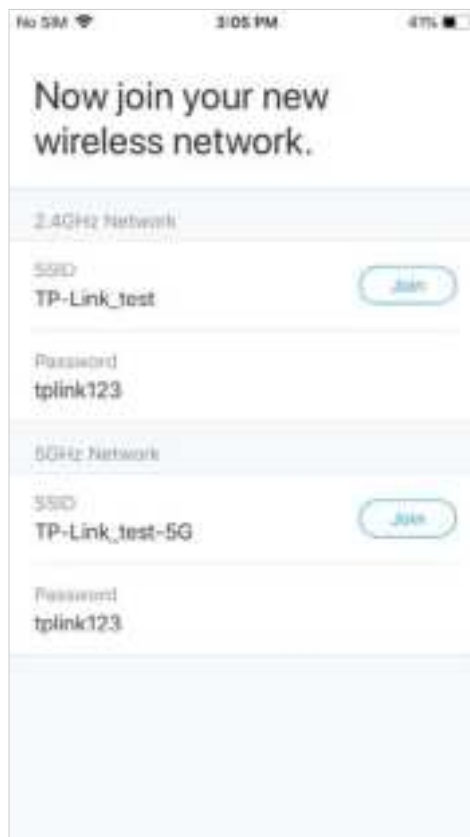 No SIM 3:05 PM 41%
Now join your new
wireless network.
2.4GHz Network
SSID
TP-Link_test Join
Password
tplink123
5GHz Network
SSID
TP-Link_test-5G Join
Password
tplink123